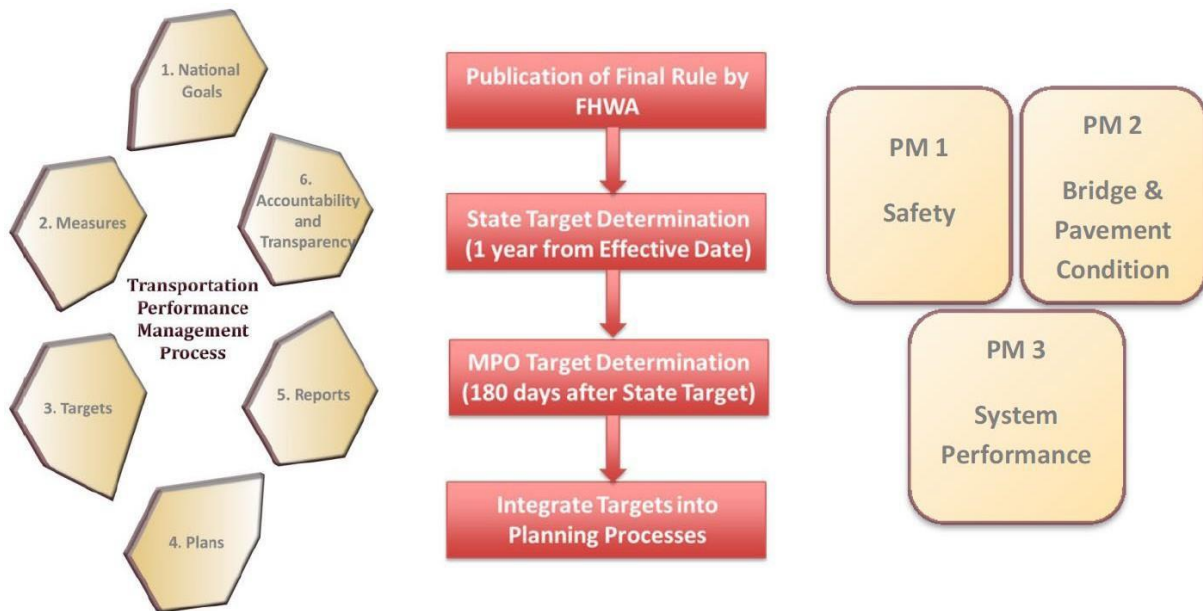 1. National
Goals
2. Measures
3. Targets
4. Plans
5. Reports
6.
Accountability
and
Transparency
Transportation
Performance
Management
Process
Publication of Final Rule by
FHWA
State Target Determination
(1 year from Effective Date)
MPO Target Determination
(180 days after State Target)
Integrate Targets into
Planning Processes
PM 1
Safety
PM 2
Bridge &
Pavement
Condition
PM 3
System
Performance